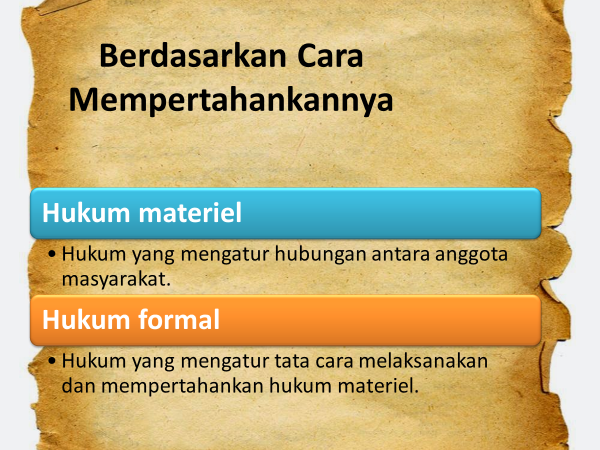 Berdasarkan Cara
Mempertahankannya
Hukum materiel
• Hukum yang mengatur hubungan antara anggota
masyarakat.
Hukum formal
• Hukum yang mengatur tata cara melaksanakan
dan mempertahankan hukum materiel.